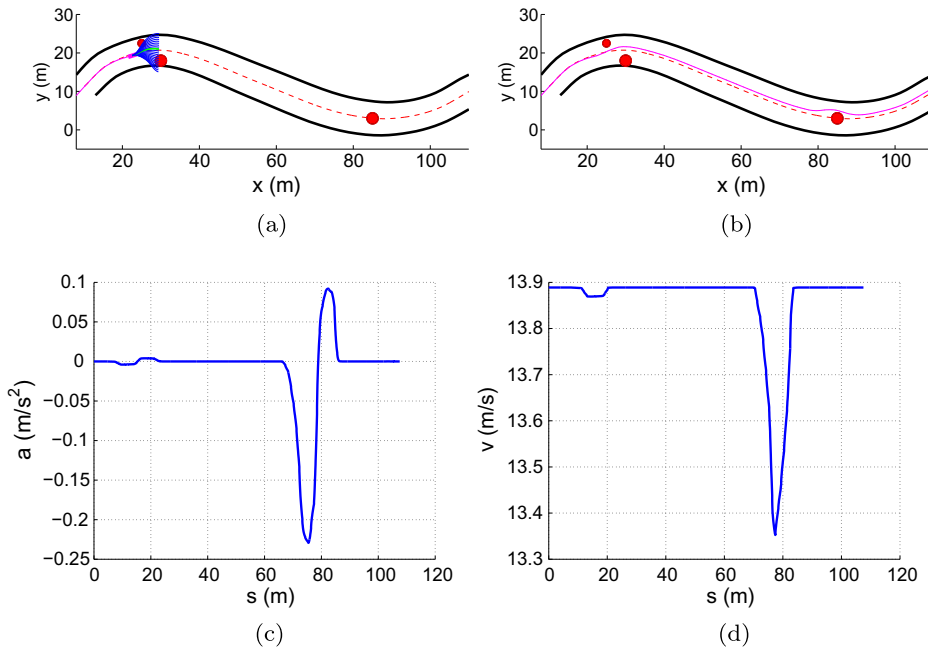 30
20
10
0
y (m)
20 40 60 80 100
x (m)
(a)
30
20
10
0
y (m)
20 40 60 80 100
x (m)
(b)
0.1
0.05
0
−0.05
−0.1
−0.15
−0.2
−0.25
a (m/s²)
0 20 40 60 80 100 120
s (m)
(c)
13.9
13.8
13.7
13.6
13.5
13.4
13.3
v (m/s)
0 20 40 60 80 100 120
s (m)
(d)